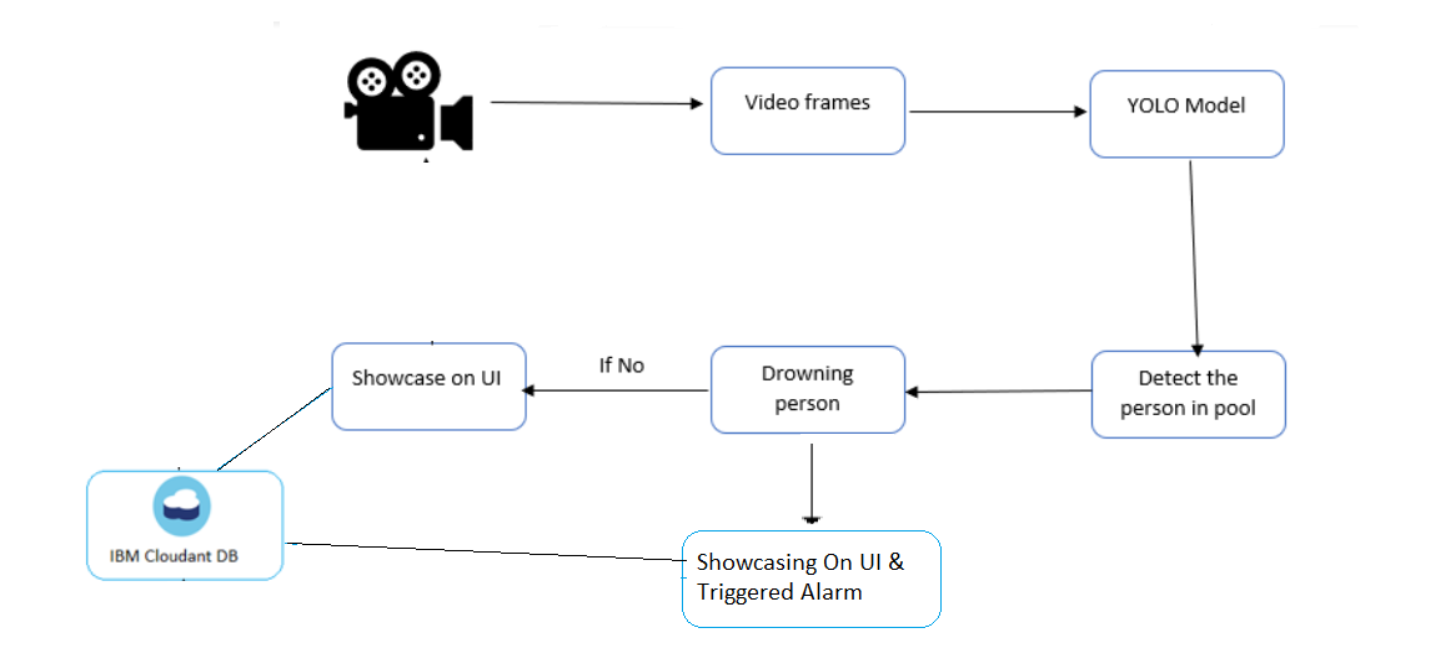 Video frames
YOLO Model
Showcase on UI
If No
Drowning
person
Detect the
person in pool
IBM Cloudant DB
Showcasing On UI &
Triggered Alarm